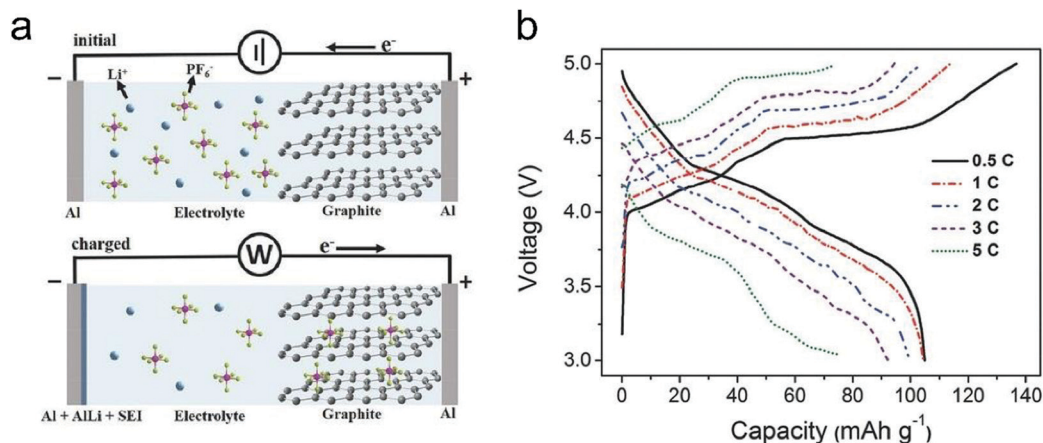 a
initial
e⁻
−
+
Li⁺
PF₆⁻
Al
Electrolyte
Graphite
Al
charged
W
e⁻
−
+
Al + AlLi + SEI
Electrolyte
Graphite
Al
b
Voltage (V)
5.0
4.5
4.0
3.5
3.0
0.5 C
1 C
2 C
3 C
5 C
0 20 40 60 80 100 120 140
Capacity (mAh g⁻¹)